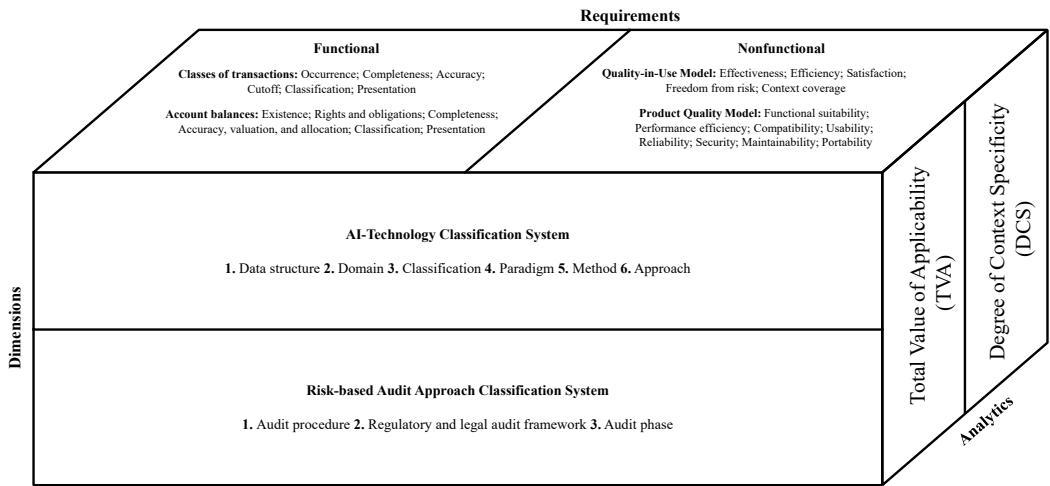 Requirements
Functional
Classes of transactions: Occurrence; Completeness; Accuracy;
Cutoff; Classification; Presentation
Account balances: Existence; Rights and obligations; Completeness;
Accuracy, valuation, and allocation; Classification; Presentation
Nonfunctional
Quality-in-Use Model: Effectiveness; Efficiency; Satisfaction;
Freedom from risk; Context coverage
Product Quality Model: Functional suitability;
Performance efficiency; Compatibility; Usability;
Reliability; Security; Maintainability; Portability
Dimensions
AI-Technology Classification System
1. Data structure 2. Domain 3. Classification 4. Paradigm 5. Method 6. Approach
Risk-based Audit Approach Classification System
1. Audit procedure 2. Regulatory and legal audit framework 3. Audit phase
Total Value of Applicability
(TVA)
Degree of Context Specificity
(DCS)
Analytics